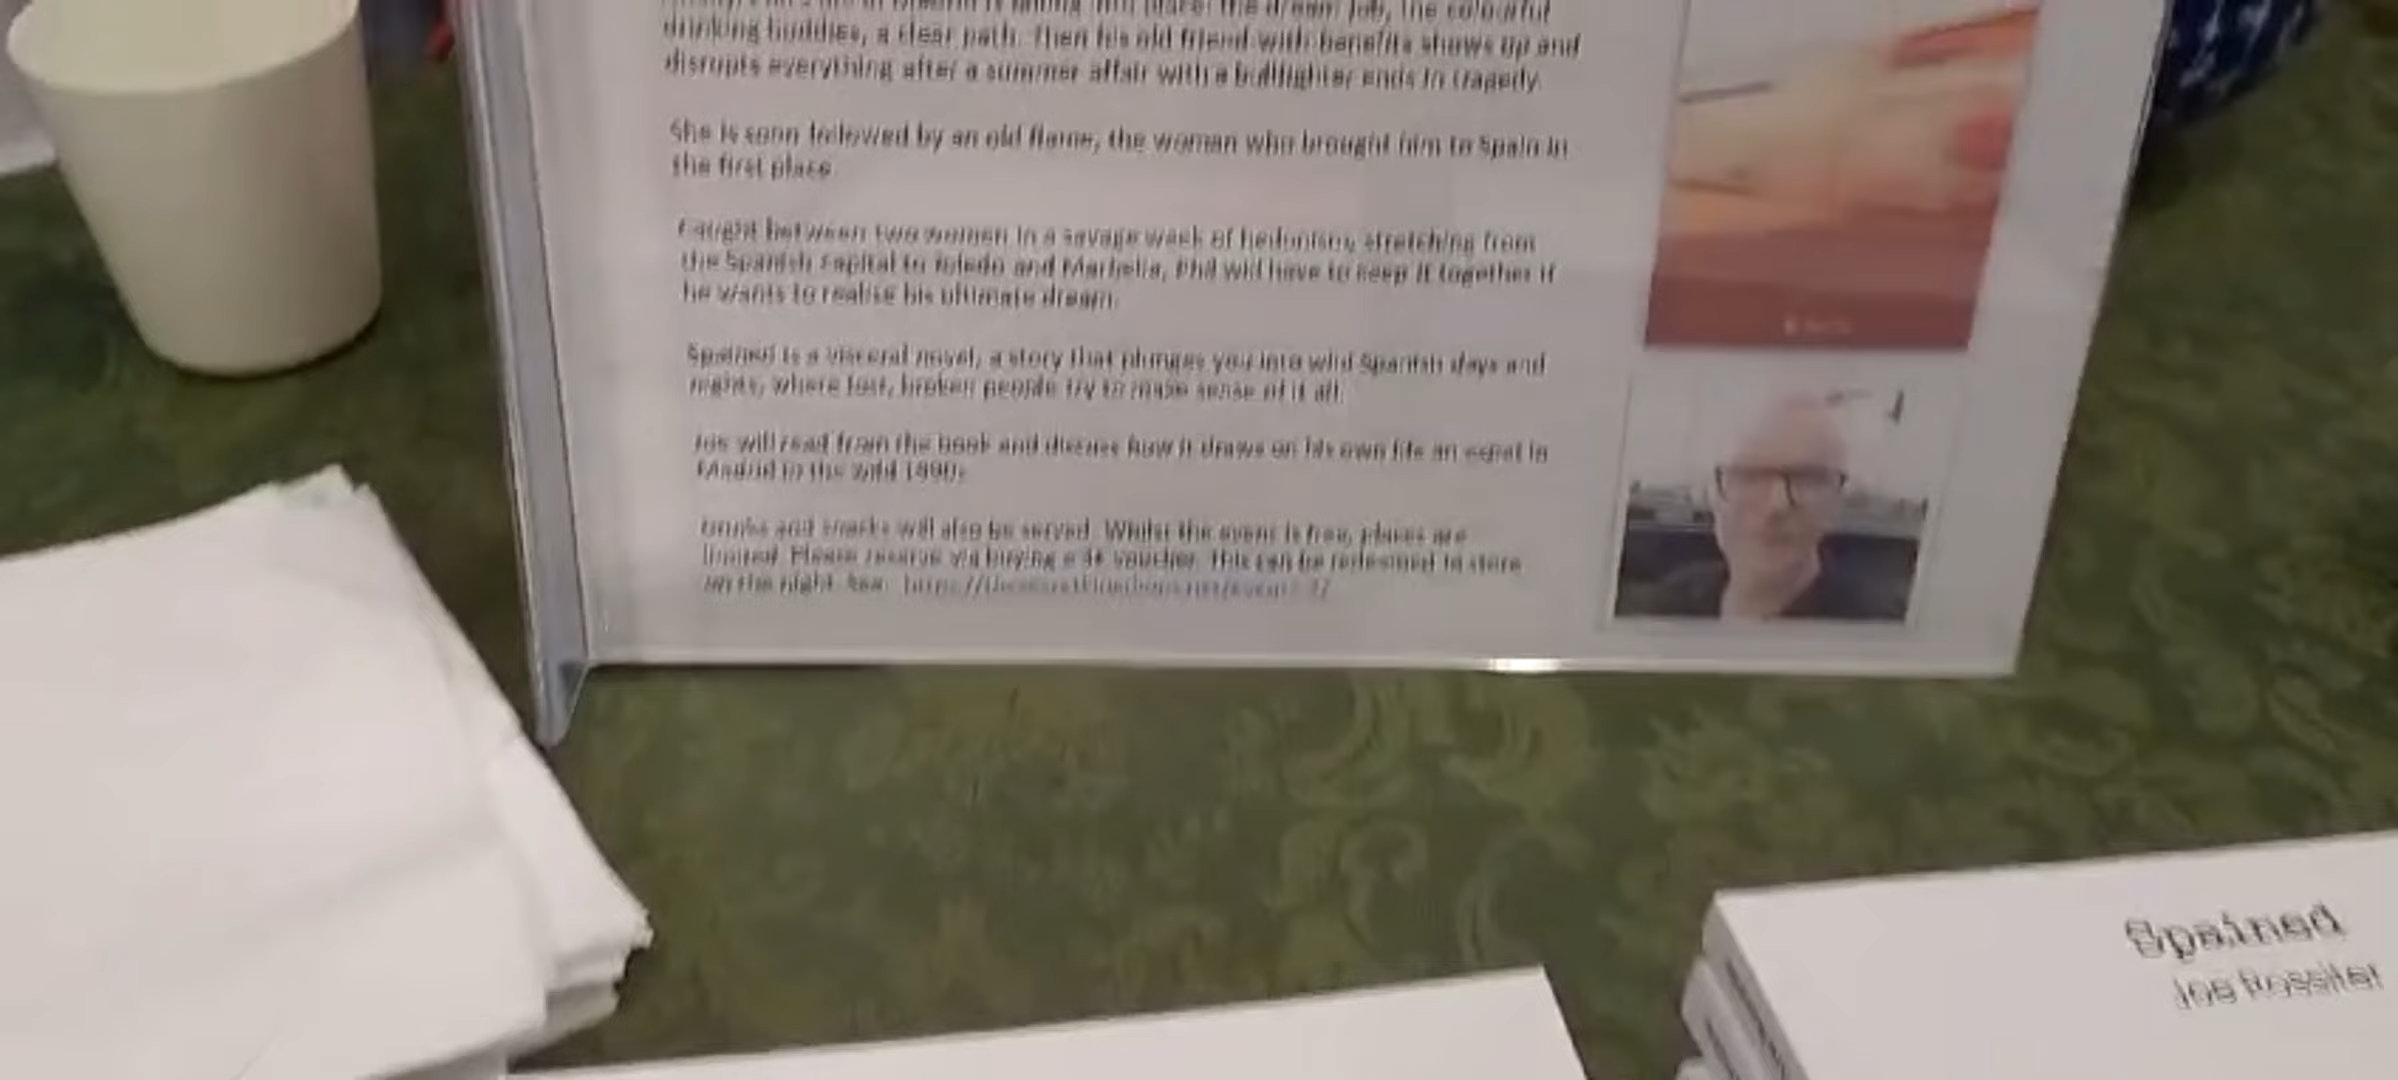 drinking buddies, a clear path. Then his old friend with benefits shows up and
disrupts everything after a summer affair with a bullfighter ends in tragedy.
She is soon followed by an old flame, the woman who brought him to Spain in
the first place.
Caught between two women in a savage week of hedonism, stretching from
the Spanish capital to Toledo and Marbella, Phil will have to keep it together if
he wants to realise his ultimate dream.
Spained is a visceral novel, a story that plunges you into wild Spanish days and
nights, where lost, broken people try to make sense of it all.
Joe will read from the book and discuss how it draws on his own life an expat in
Madrid in the wild 1990s
Drinks and snacks will also be served. Whilst the event is free, places are
limited. Please reserve via buying a voucher. This can be redeemed in store
on the night. See:
Spained
Joe Rossiter